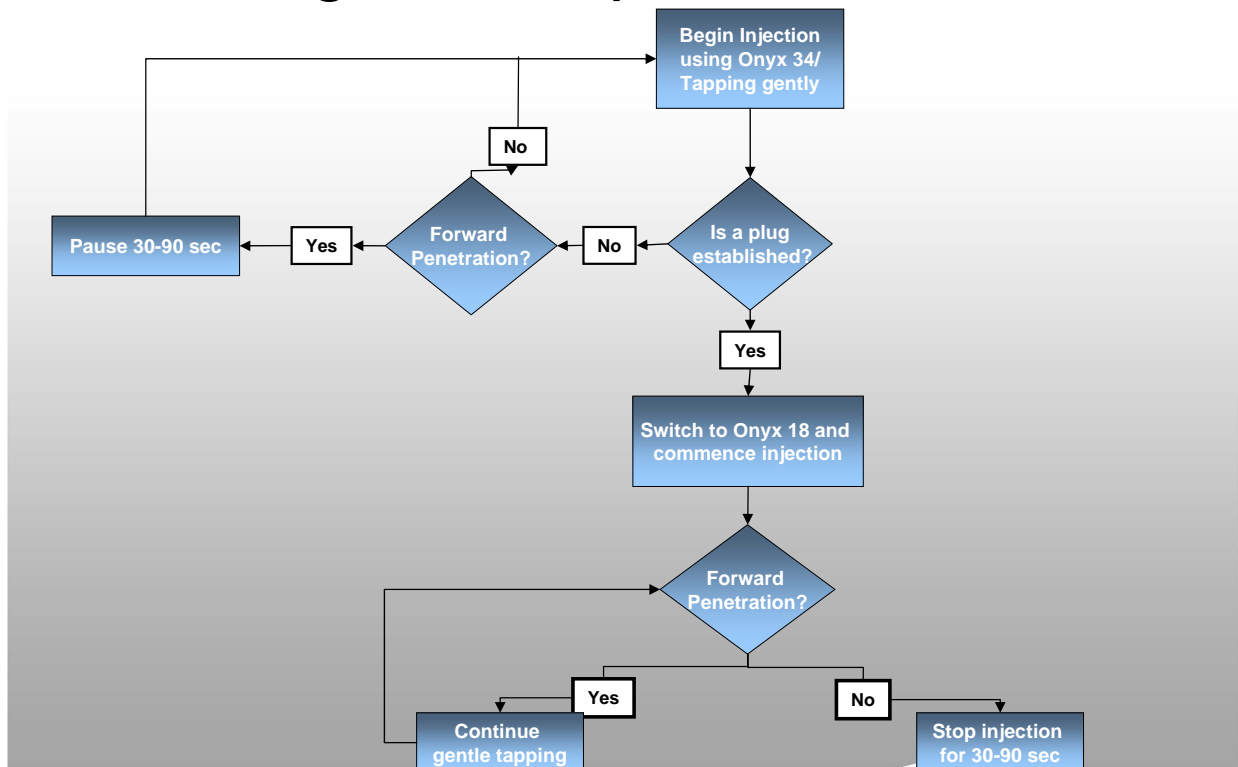 Begin Injection
using Onyx 34/
Tapping gently
No
Pause 30-90 sec
Yes
Forward
Penetration?
No
Is a plug
established?
Yes
Switch to Onyx 18 and
commence injection
Forward
Penetration?
Yes
No
Continue
gentle tapping
Stop injection
for 30-90 sec